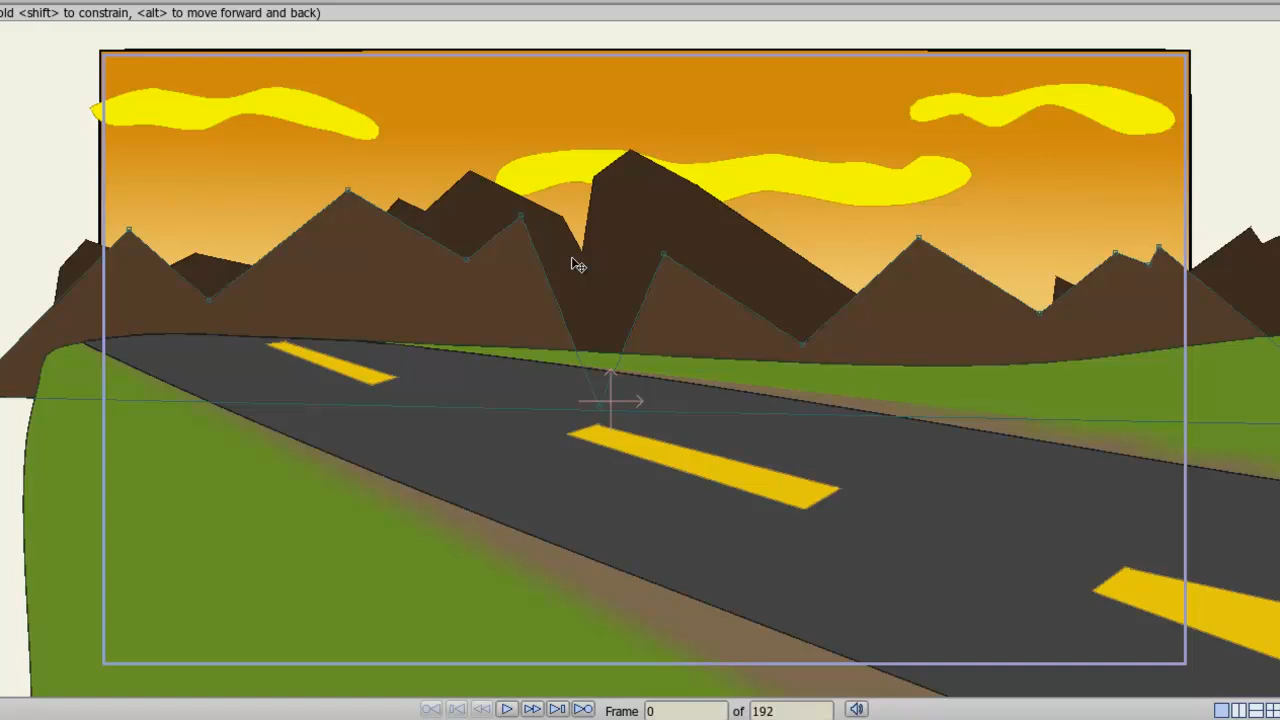 old <shift> to constrain, <alt> to move forward and back)
Frame 0 of 192